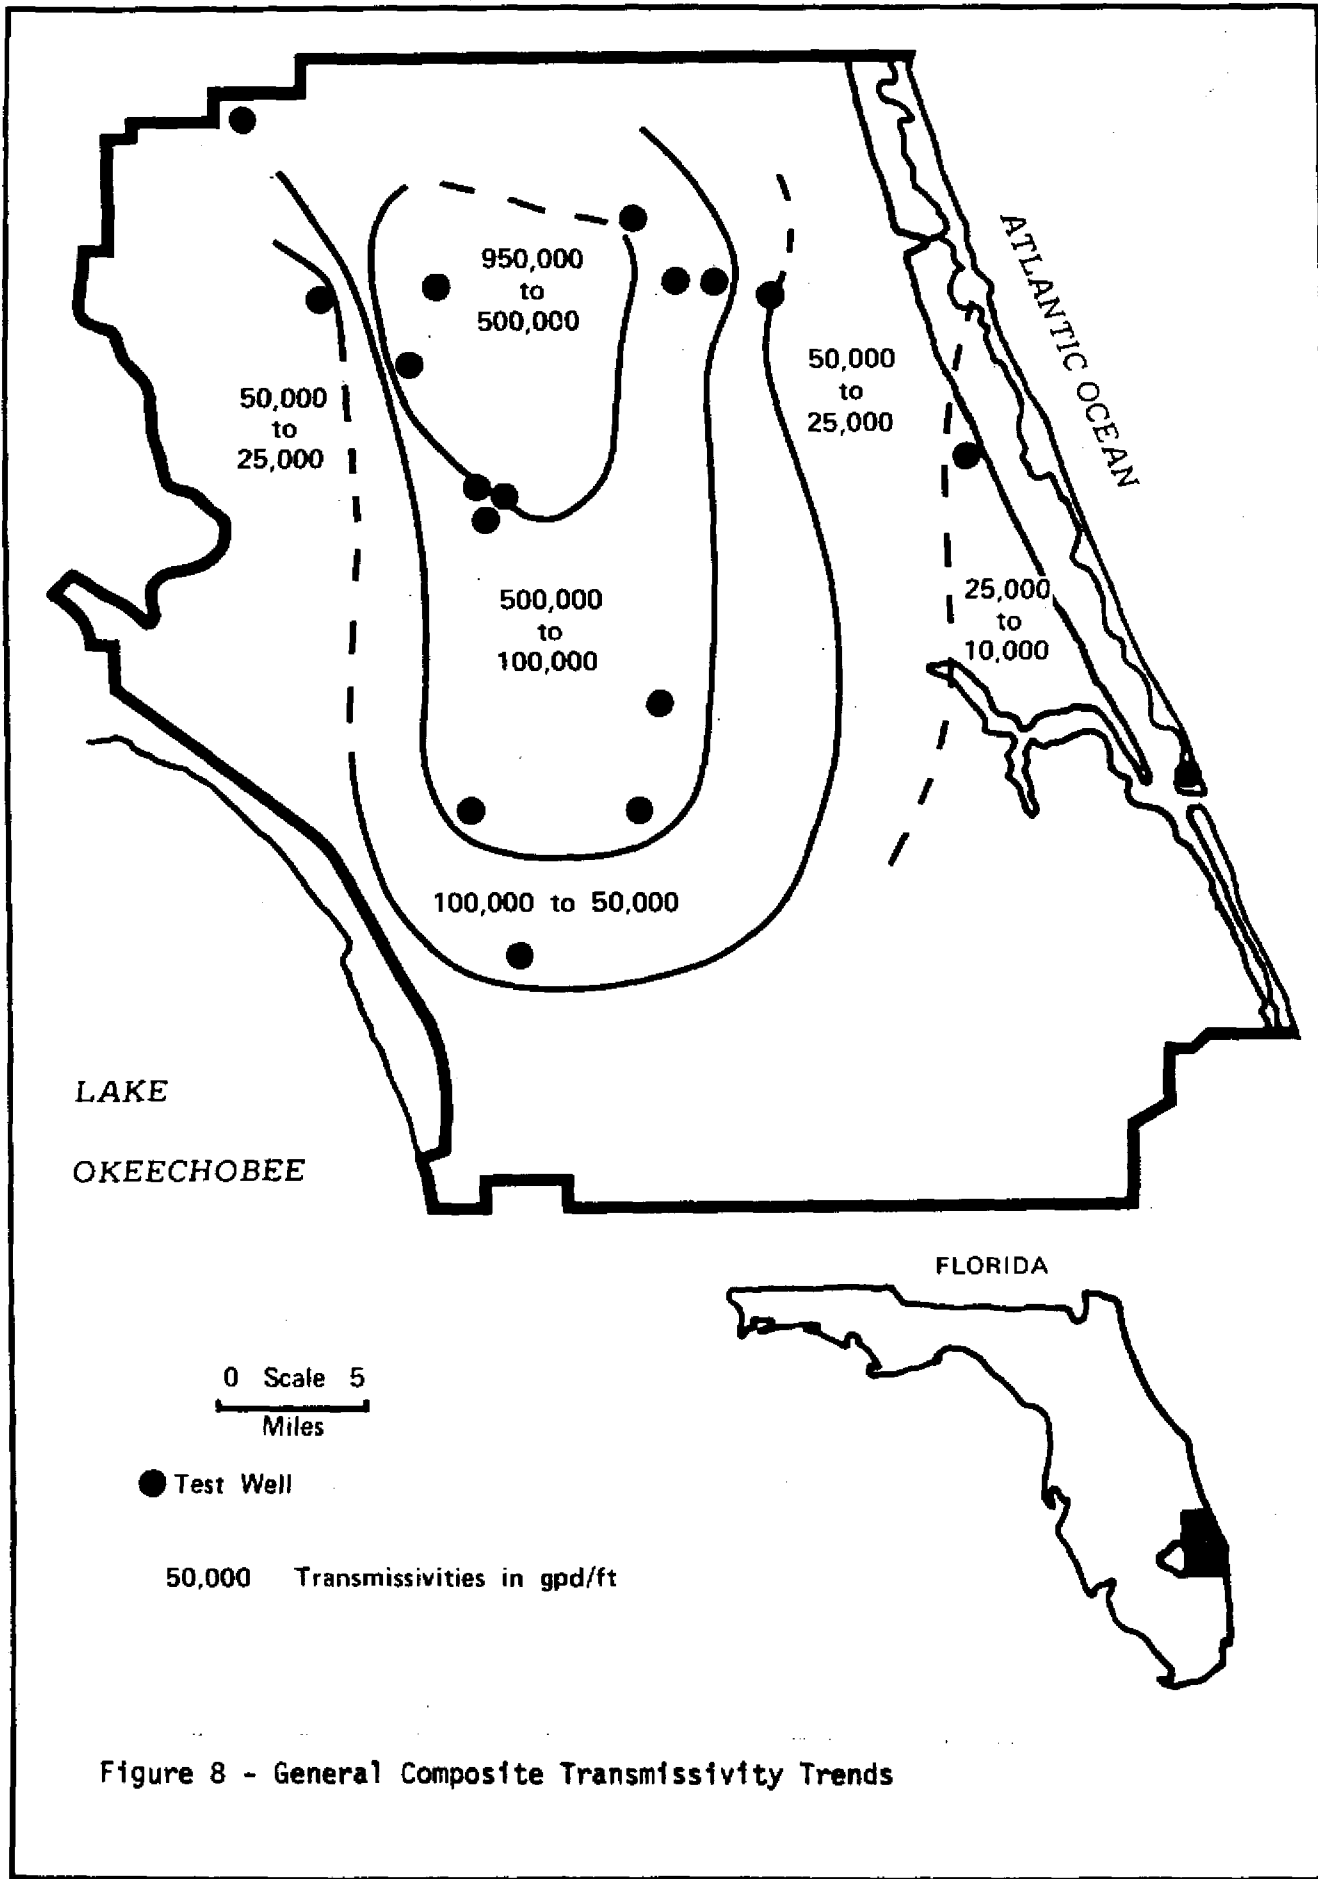 950,000
to
500,000
50,000
to
25,000
50,000
to
25,000
ATLANTIC OCEAN
500,000
to
100,000
25,000
to
10,000
100,000 to 50,000
LAKE
OKEECHOBEE
FLORIDA
0 Scale 5
Miles
Test Well
50,000 Transmissivities in gpd/ft
Figure 8 - General Composite Transmissivity Trends